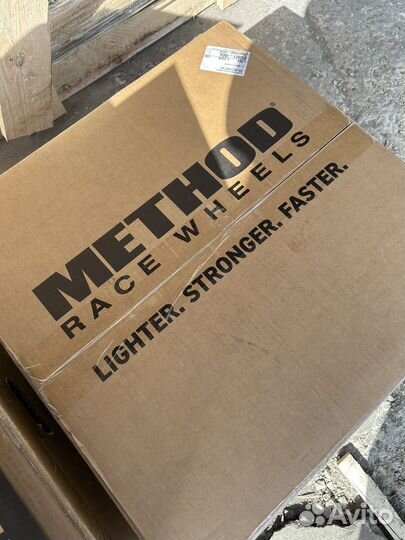 METHOD
RACE WHEELS
LIGHTER. STRONGER. FASTER.
Avito